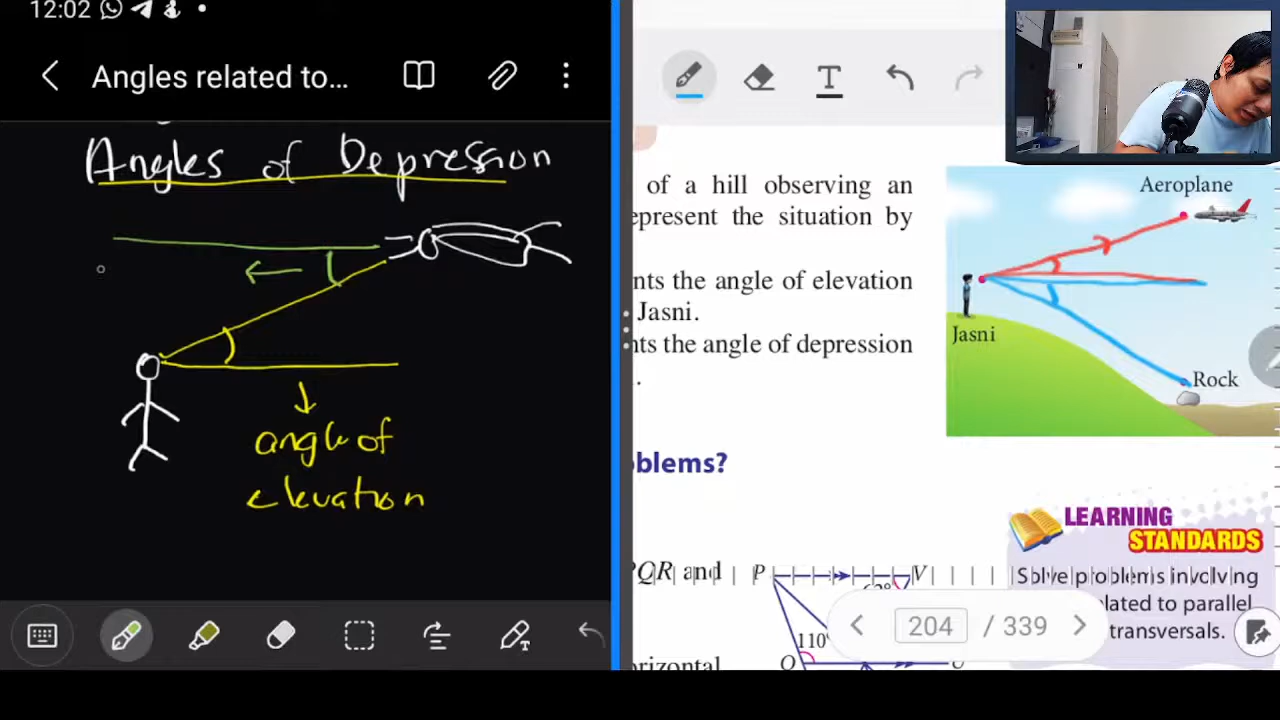 12:02
Angles related to...
Angles of Depression
angle of
elevation
of a hill observing an
epresent the situation by
nts the angle of elevation
Jasni.
nts the angle of depression
.
Aeroplane
Jasni
Rock
oblems?
LEARNING
STANDARDS
Solve problems involving
lated to parallel
transversals.
PQR and
P
V
110°
Q
orizontal
204 / 339
T